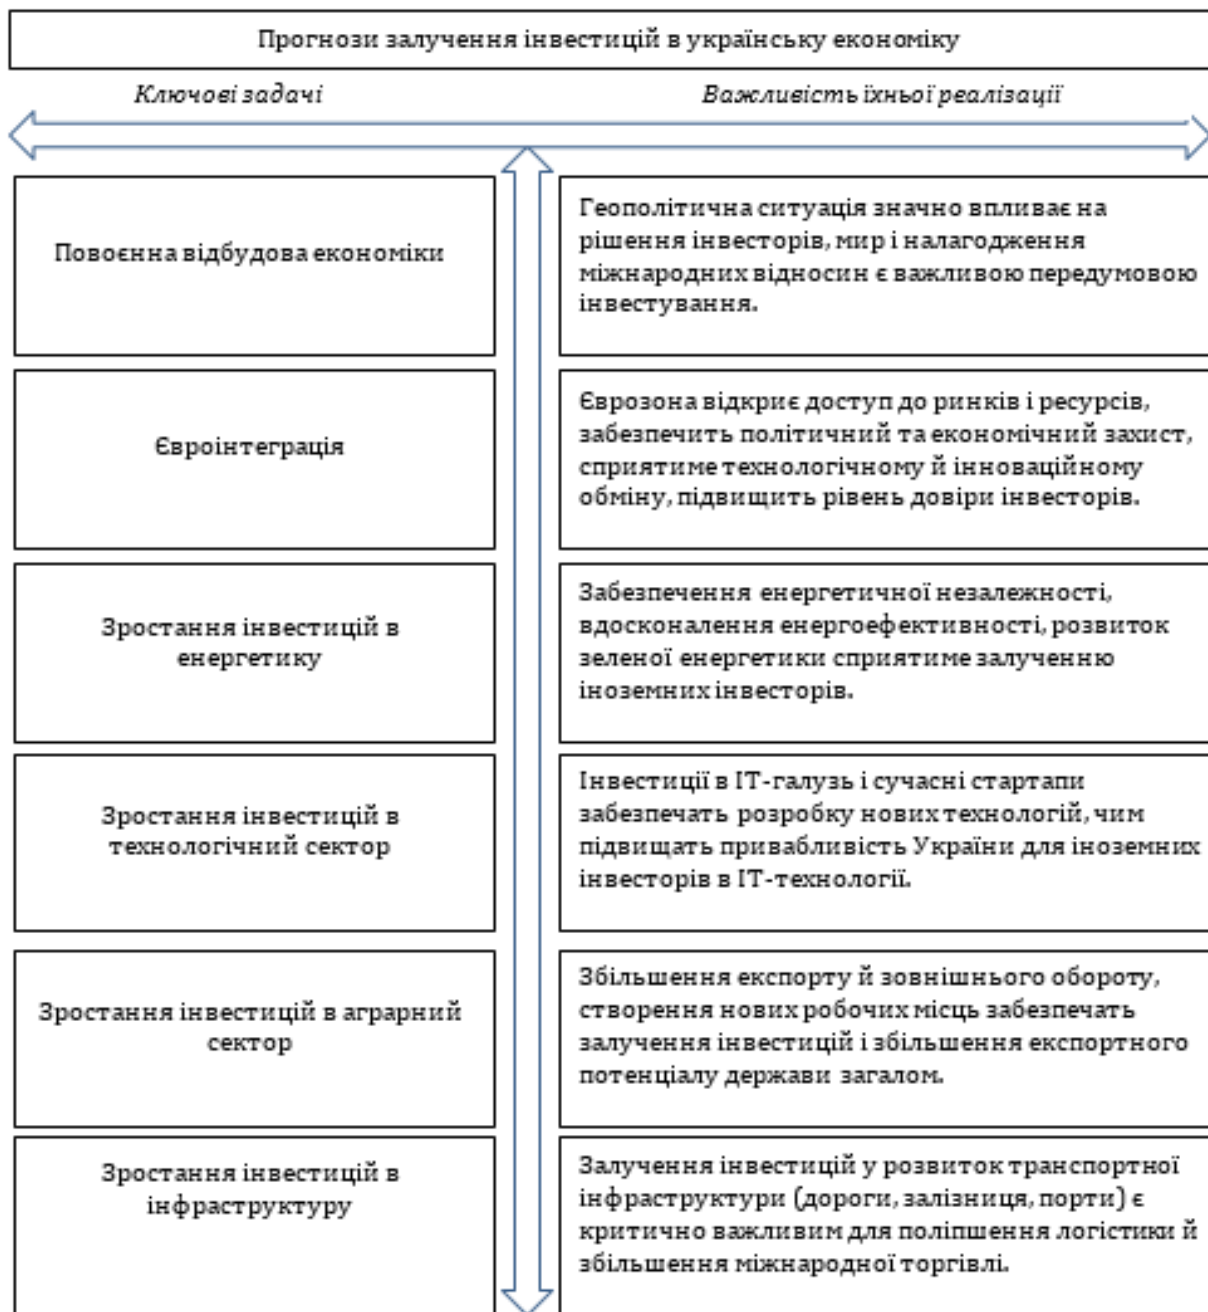 Прогнози залучення інвестицій в українську економіку
Ключові задачі
Важливість їхньої реалізації
Повоєнна відбудова економіки
Геополітична ситуація значно впливає на
рішення інвесторів, мир і налагодження
міжнародних відносин є важливою передумовою
інвестування.
Євроінтеграція
Єврозона відкриє доступ до ринків і ресурсів,
забезпечить політичний та економічний захист,
сприятиме технологічному й інноваційному
обміну, підвищить рівень довіри інвесторів.
Зростання інвестицій в
енергетику
Забезпечення енергетичної незалежності,
вдосконалення енергоефективності, розвиток
зеленої енергетики сприятиме залученню
іноземних інвесторів.
Зростання інвестицій в
технологічний сектор
Інвестиції в ІТ-галузь і сучасні стартапи
забезпечать розробку нових технологій, чим
підвищать привабливість України для іноземних
інвесторів в ІТ-технології.
Зростання інвестицій в аграрний
сектор
Збільшення експорту й зовнішнього обороту,
створення нових робочих місць забезпечать
залучення інвестицій і збільшення експортного
потенціалу держави загалом.
Зростання інвестицій в
інфраструктуру
Залучення інвестицій у розвиток транспортної
інфраструктури (дороги, залізниця, порти) є
критично важливим для поліпшення логістики й
збільшення міжнародної торгівлі.